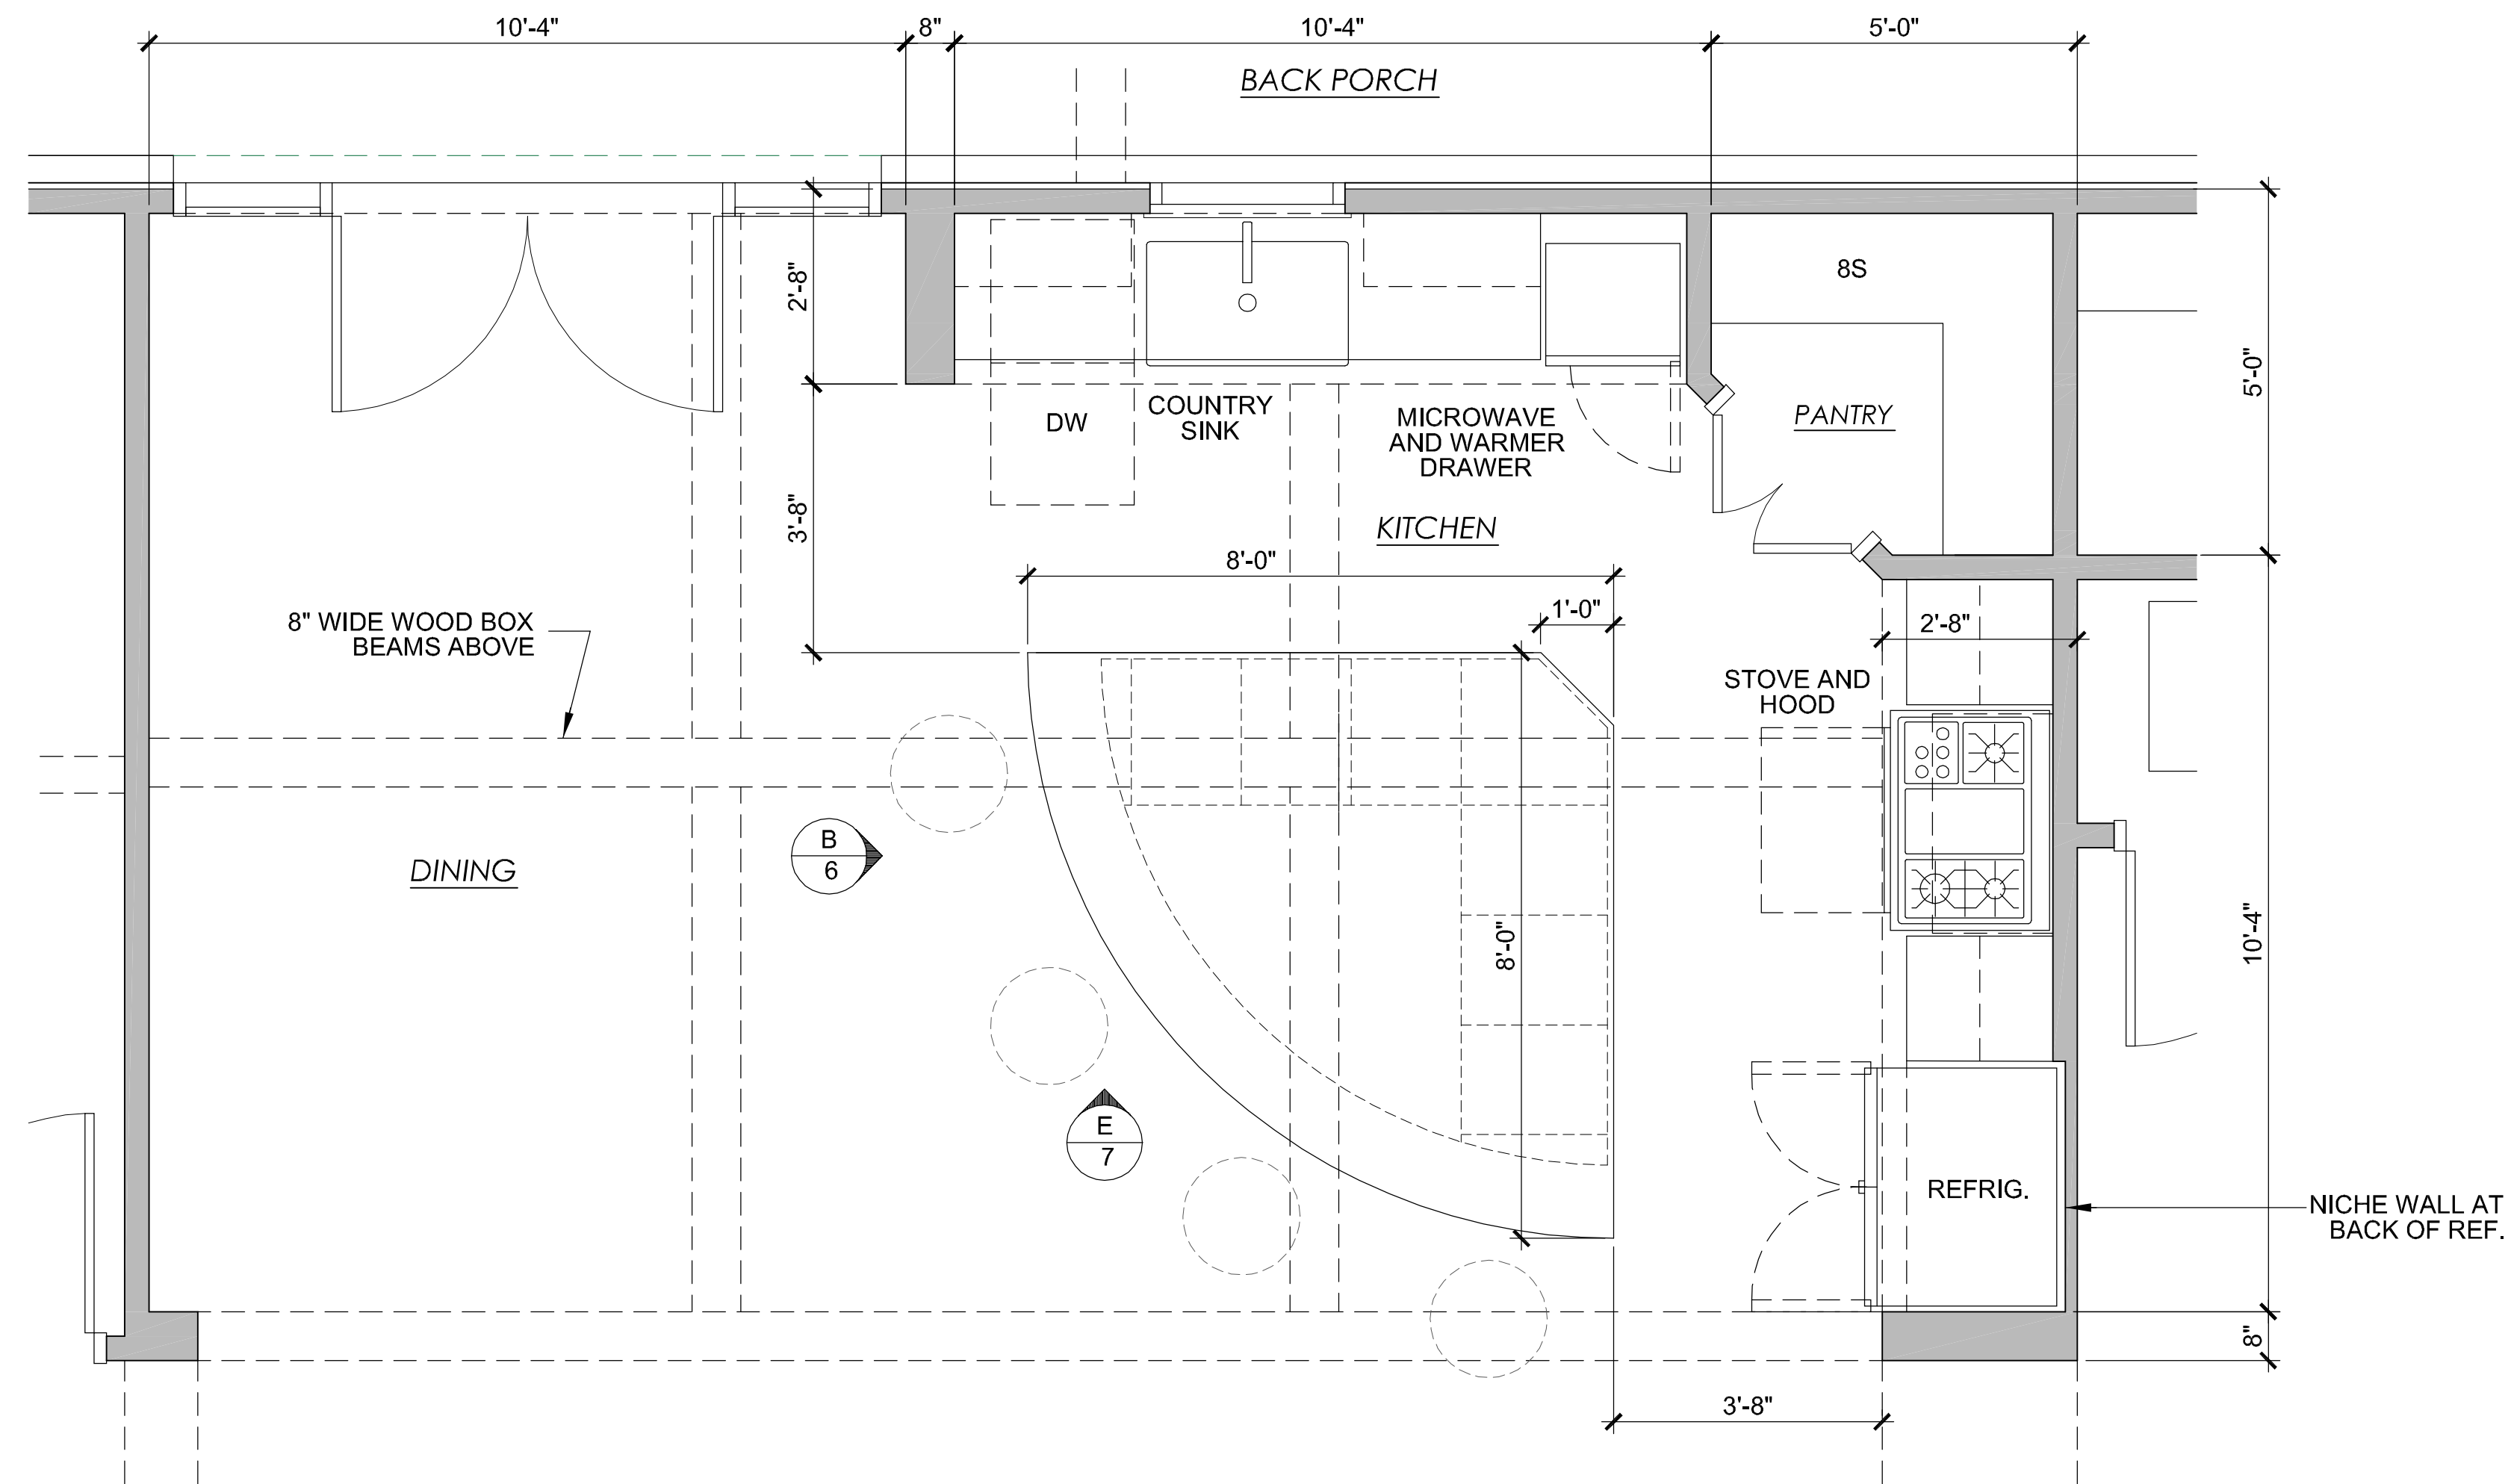 10'-4"
8"
10'-4"
5'-0"
BACK PORCH
2'-8"
8S
5'-0"
COUNTRY
SINK
DW
MICROWAVE
AND WARMER
DRAWER
PANTRY
3'-8"
KITCHEN
8'-0"
1'-0"
8" WIDE WOOD BOX
BEAMS ABOVE
2'-8"
STOVE AND
HOOD
B
6
DINING
8'-0"
10'-4"
E
7
REFRIG.
NICHE WALL AT
BACK OF REF.
8"
3'-8"